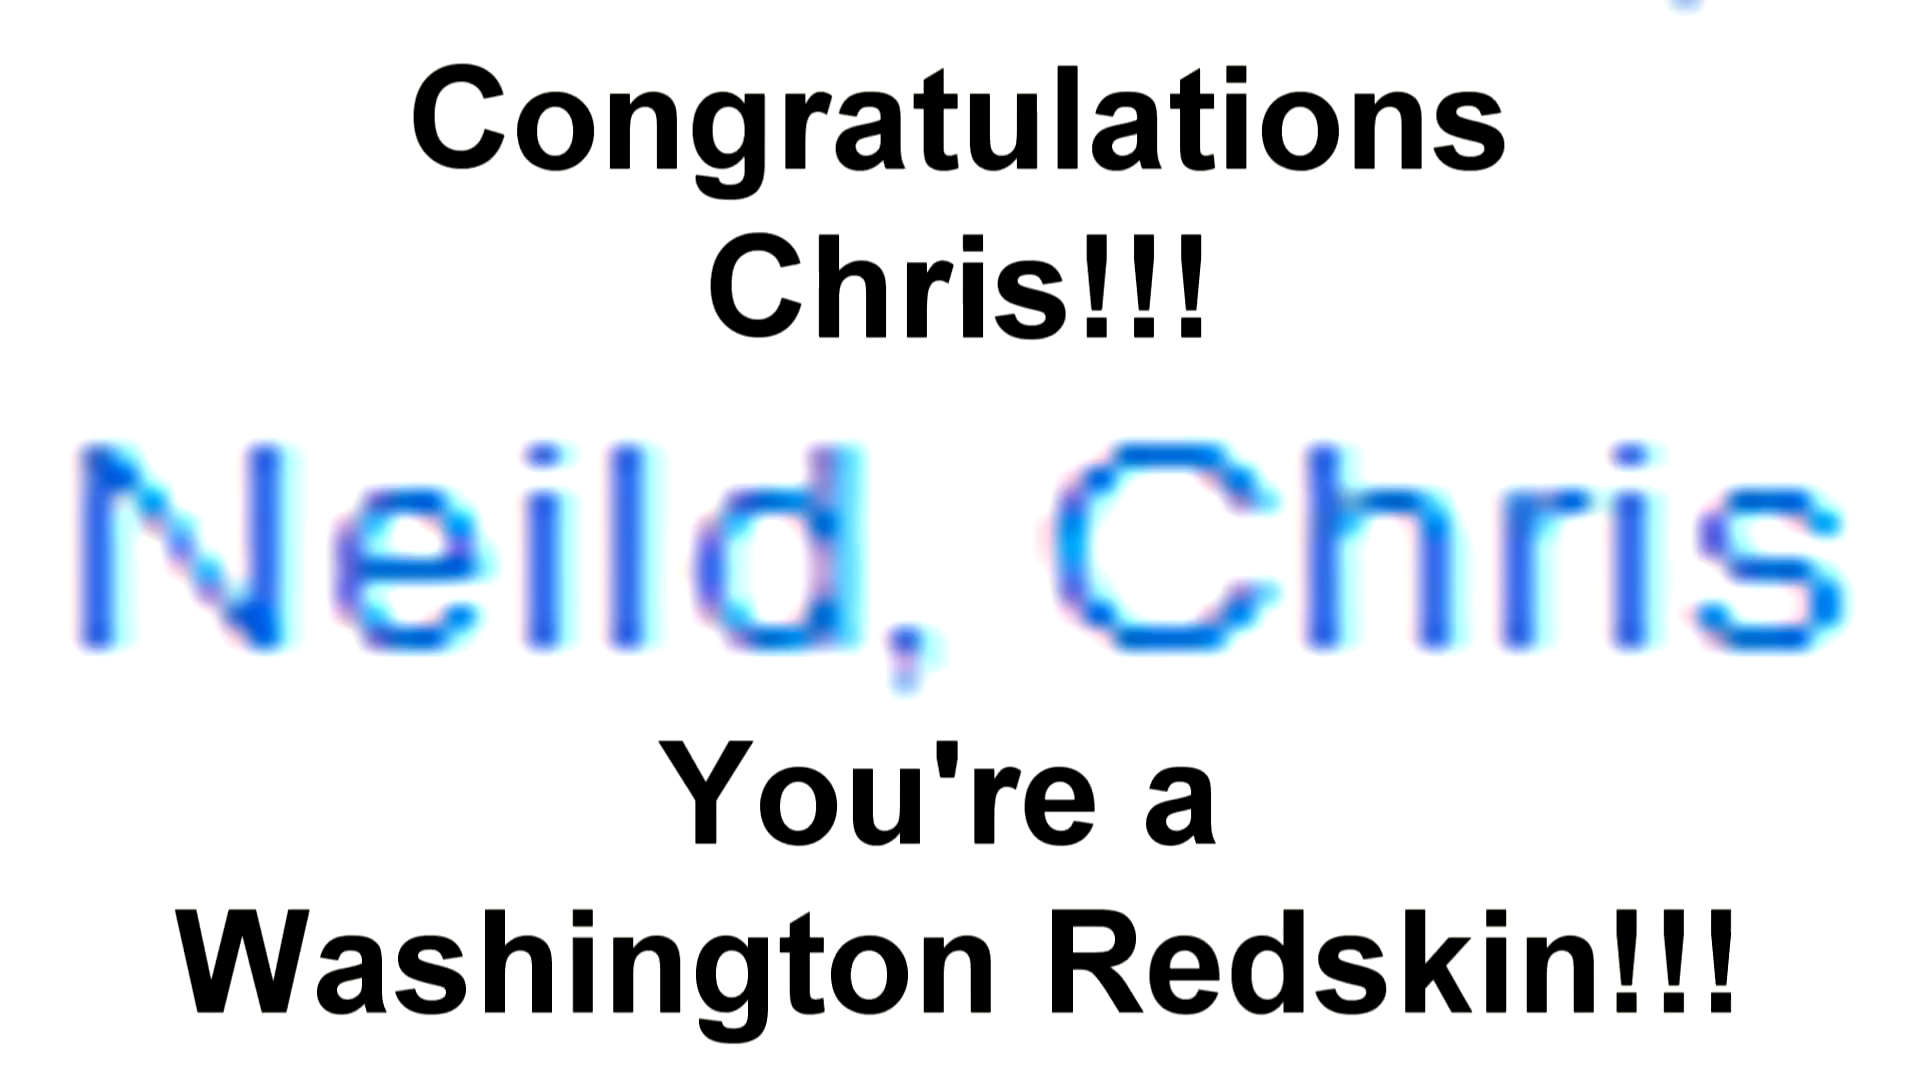 Congratulations
Chris!!!
Neild, Chris
You're a
Washington Redskin!!!